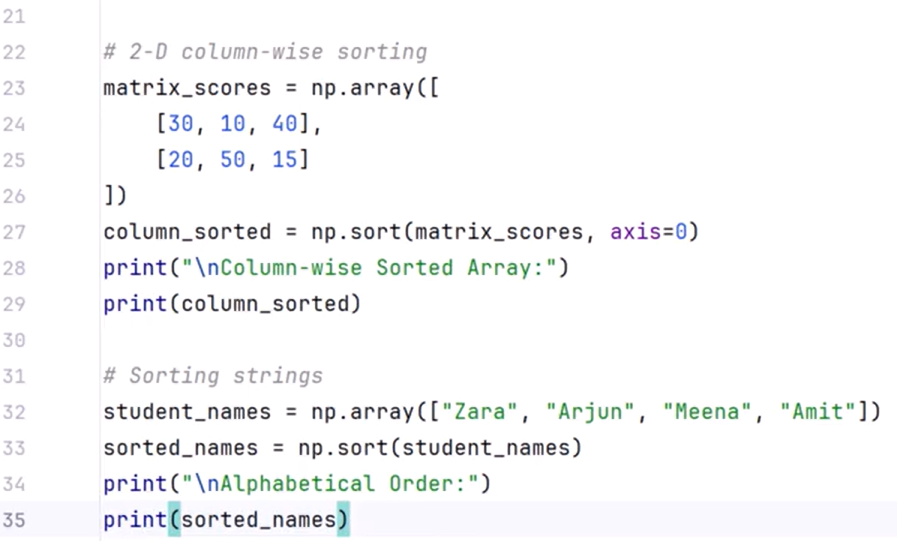 21
22 # 2-D column-wise sorting
23 matrix_scores = np.array([
24     [30, 10, 40],
25     [20, 50, 15]
26 ])
27 column_sorted = np.sort(matrix_scores, axis=0)
28 print("\nColumn-wise Sorted Array:")
29 print(column_sorted)
30
31 # Sorting strings
32 student_names = np.array(["Zara", "Arjun", "Meena", "Amit"])
33 sorted_names = np.sort(student_names)
34 print("\nAlphabetical Order:")
35 print(sorted_names)